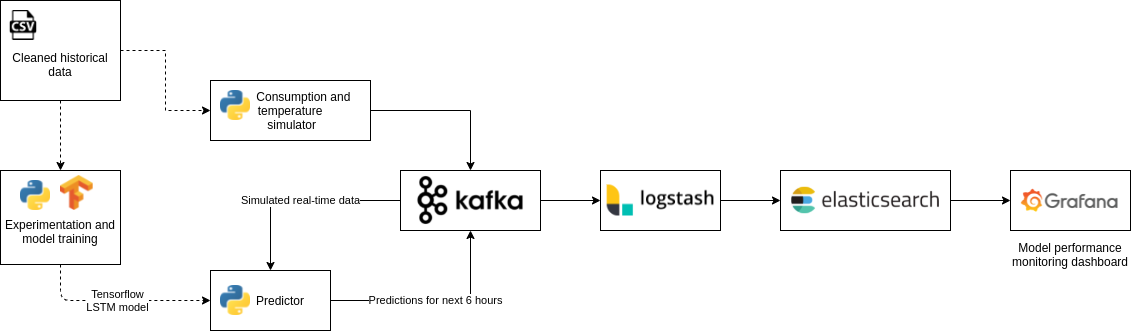 CSV
Cleaned historical
data
Consumption and
temperature
simulator
Experimentation and
model training
Simulated real-time data
kafka
logstash
elasticsearch
Grafana
Model performance
monitoring dashboard
Tensorflow
LSTM model
Predictor
Predictions for next 6 hours